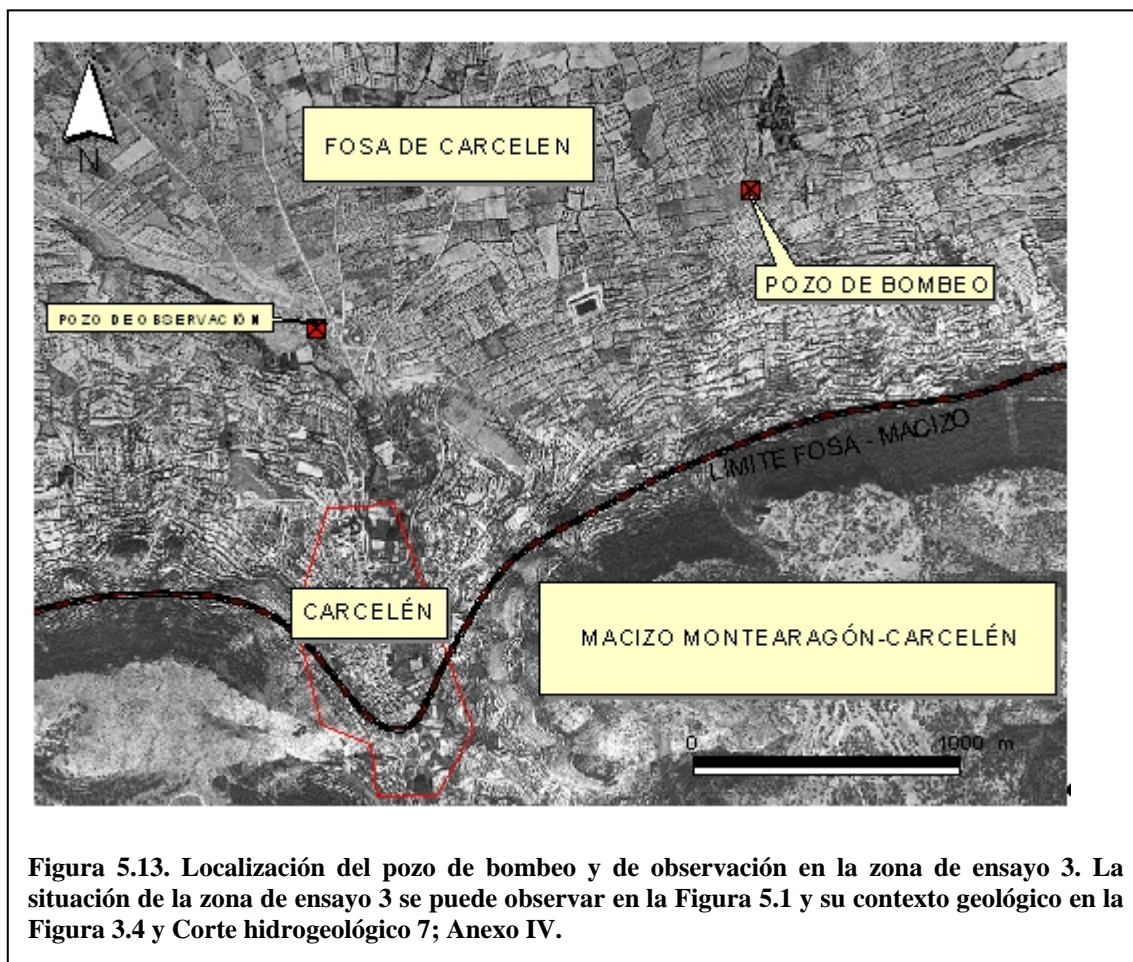 N
FOSA DE CARCELEN
POZO DE BOMBEO
POZO DE OBSERVACIÓN
LIMITE FOSA - MACIZO
CARCELÉN
MACIZO MONTEARAGÓN-CARCELÉN
0 1000 m
Figura 5.13. Localización del pozo de bombeo y de observación en la zona de ensayo 3. La
situación de la zona de ensayo 3 se puede observar en la Figura 5.1 y su contexto geológico en la
Figura 3.4 y Corte hidrogeológico 7; Anexo IV.